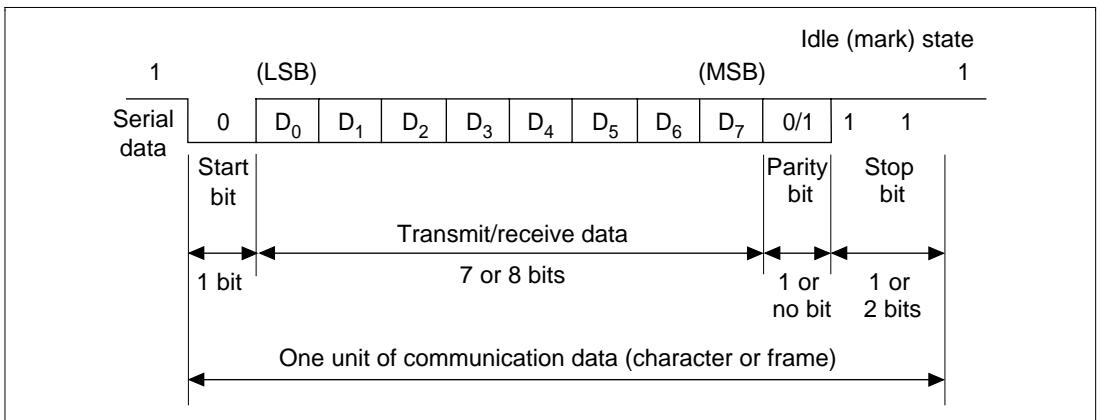 Idle (mark) state
1 (LSB) (MSB) 1
Serial data
0 D0 D1 D2 D3 D4 D5 D6 D7 0/1 1 1
Start bit
Parity bit
Stop bit
Transmit/receive data
1 bit
7 or 8 bits
1 or no bit
1 or 2 bits
One unit of communication data (character or frame)